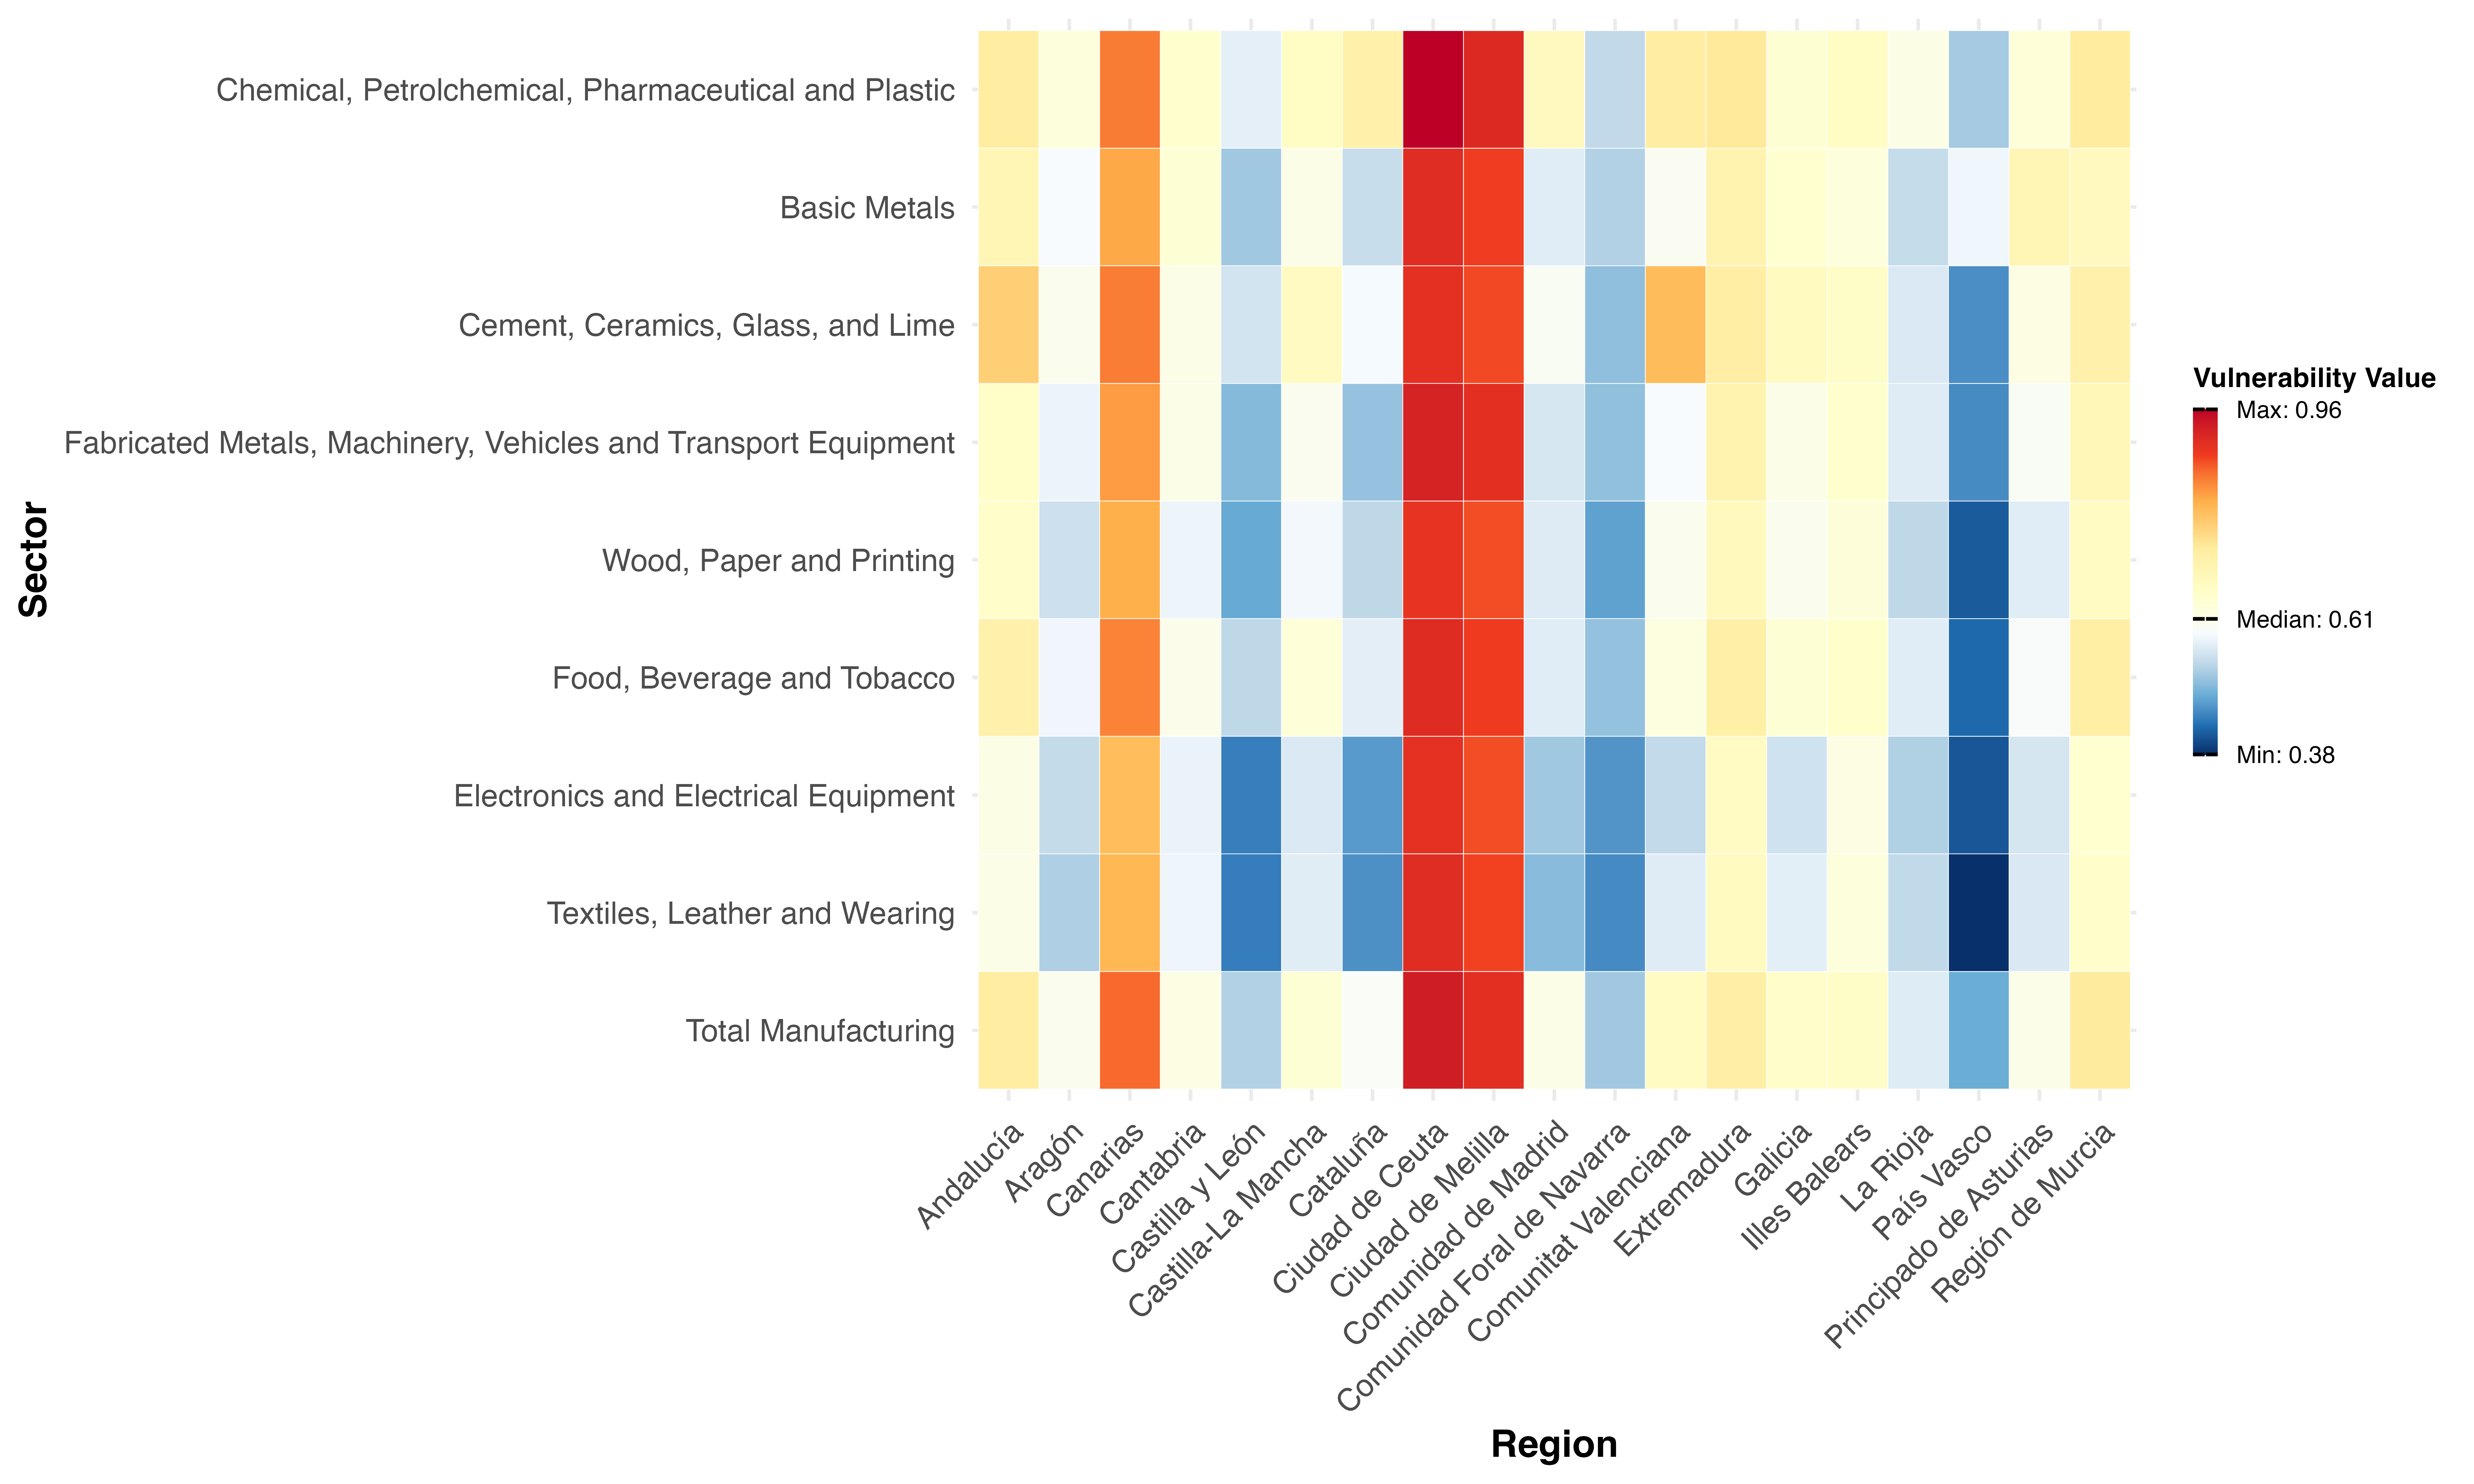 Sector
Chemical, Petrolchemical, Pharmaceutical and Plastic
Basic Metals
Cement, Ceramics, Glass, and Lime
Fabricated Metals, Machinery, Vehicles and Transport Equipment
Wood, Paper and Printing
Food, Beverage and Tobacco
Electronics and Electrical Equipment
Textiles, Leather and Wearing
Total Manufacturing
Andalucía
Aragón
Canarias
Cantabria
Castilla y León
Castilla-La Mancha
Cataluña
Ciudad de Ceuta
Ciudad de Melilla
Comunidad de Madrid
Comunidad Foral de Navarra
Comunitat Valenciana
Extremadura
Galicia
Illes Balears
La Rioja
País Vasco
Principado de Asturias
Región de Murcia
Region
Vulnerability Value
Max: 0.96
Median: 0.61
Min: 0.38